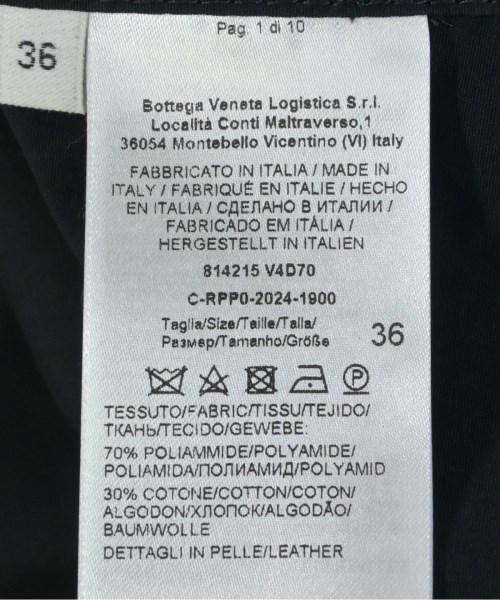 36
Pag. 1 di 10
Bottega Veneta Logistica S.r.l.
Località Conti Maltraverso,1
36054 Montebello Vicentino (VI) Italy
FABBRICATO IN ITALIA / MADE IN
ITALY / FABRIQUÉ EN ITALIE / HECHO
EN ITALIA / СДЕЛАНО В ИТАЛИИ /
FABRICADO EM ITÁLIA /
HERGESTELLT IN ITALIEN
814215 V4D70
C-RPP0-2024-1900
Taglia/Size/Taille/Talla/
Размер/Tamanho/Größe
36
P
TESSUTO/FABRIC/TISSU/TEJIDO/
ТКАНЬ/TECIDO/GEWEBE:
70% POLIAMMIDE/POLYAMIDE/
POLIAMIDA/ПОЛИАМИД/POLYAMID
30% COTONE/COTTON/COTON/
ALGODON/ХЛОПОК/ALGODÃO/
BAUMWOLLE
DETTAGLI IN PELLE/LEATHER